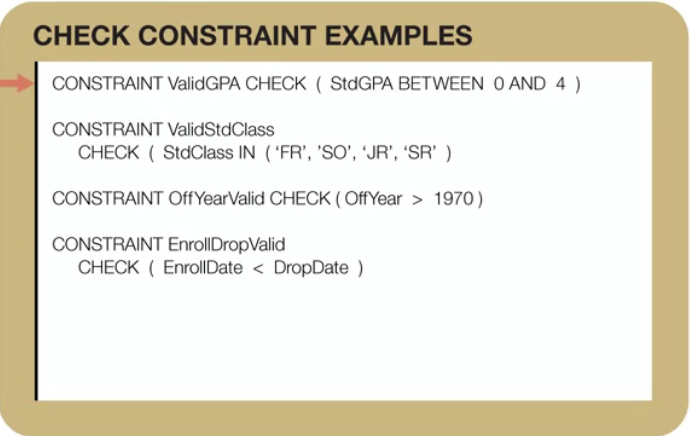 CHECK CONSTRAINT EXAMPLES
CONSTRAINT ValidGPA CHECK ( StdGPA BETWEEN 0 AND 4 )
CONSTRAINT ValidStdClass
CHECK ( StdClass IN ( ‘FR’, ’SO’, ‘JR’, ‘SR’ )
CONSTRAINT OffYearValid CHECK ( OffYear > 1970 )
CONSTRAINT EnrollDropValid
CHECK ( EnrollDate < DropDate )